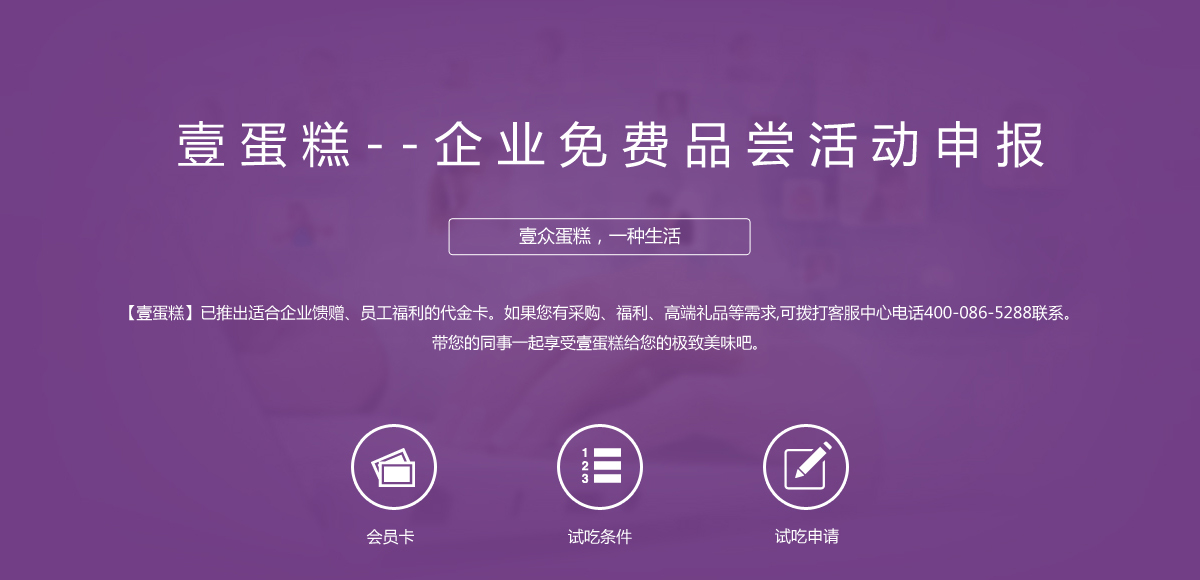 壹蛋糕--企业免费品尝活动申报
壹众蛋糕，一种生活
【壹蛋糕】已推出适合企业馈赠、员工福利的代金卡。如果您有采购、福利、高端礼品等需求,可拨打客服中心电话400-086-5288联系。
带您的同事一起享受壹蛋糕给您的极致美味吧。
1
2
3
会员卡 试吃条件 试吃申请